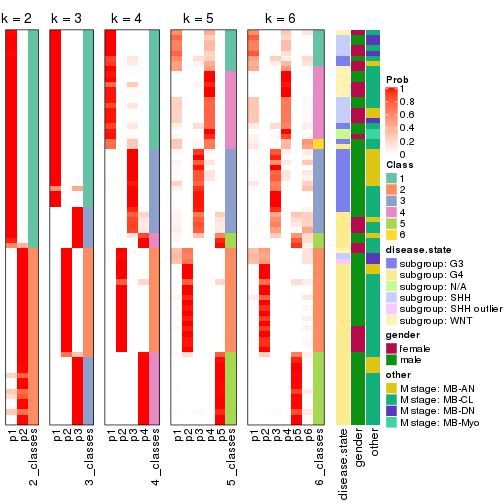 k = 2
k = 3
k = 4
k = 5
k = 6
p1
p2
2_classes
p1
p2
p3
3_classes
p1
p2
p3
p4
4_classes
p1
p2
p3
p4
p5
5_classes
p1
p2
p3
p4
p5
p6
6_classes
disease.state
gender
other
Prob
1
0.8
0.6
0.4
0.2
0
Class
1
2
3
4
5
6
disease.state
subgroup: G3
subgroup: G4
subgroup: N/A
subgroup: SHH
subgroup: SHH outlier
subgroup: WNT
gender
female
male
other
M stage: MB-AN
M stage: MB-CL
M stage: MB-DN
M stage: MB-Myo